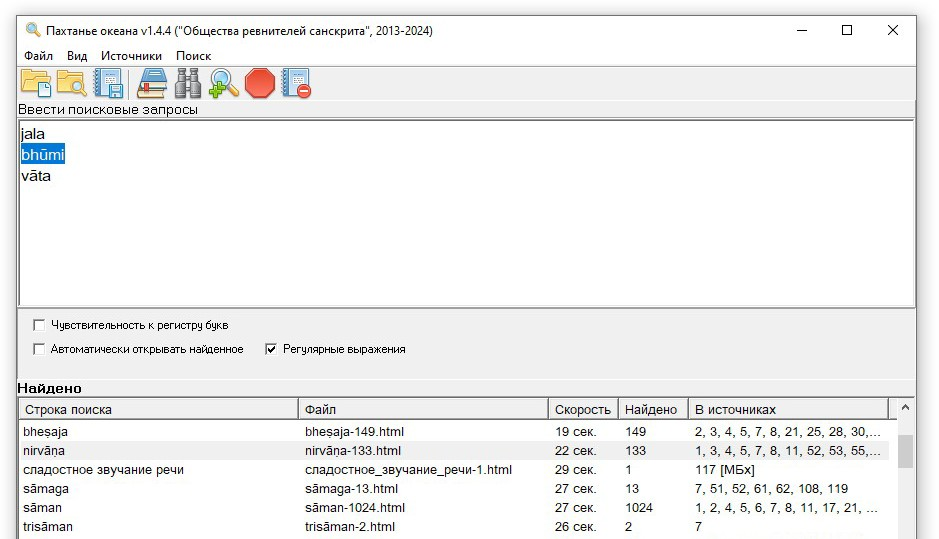 Пахтанье океана v1.4.4 ("Общества ревнителей санскрита", 2013-2024)
Файл Вид Источники Поиск
Ввести поисковые запросы
jala
bhūmi
vāta
Чувствительность к регистру букв
Автоматически открывать найденное Регулярные выражения
Найдено
Строка поиска Файл Скорость Найдено В источниках
bheṣaja bheṣaja-149.html 19 сек. 149 2, 3, 4, 5, 7, 8, 21, 25, 28, 30,...
nirvāṇa nirvāṇa-133.html 22 сек. 133 1, 3, 4, 5, 7, 8, 11, 52, 53, 55,...
сладостное звучание речи сладостное_звучание_речи-1.html 29 сек. 1 117 [МБх]
sāmaga sāmaga-13.html 27 сек. 13 7, 51, 52, 61, 62, 108, 119
sāman sāman-1024.html 27 сек. 1024 1, 2, 4, 5, 6, 7, 8, 11, 17, 21, ...
trisāman trisāman-2.html 26 сек. 2 7